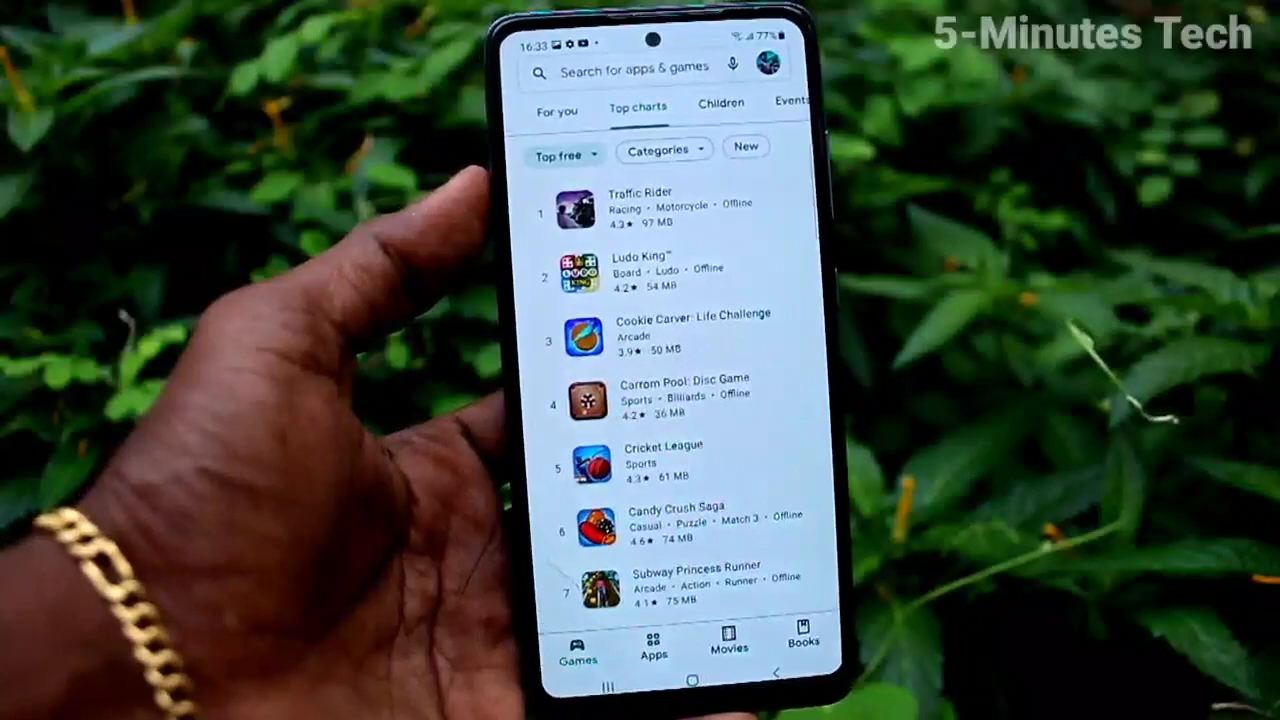 5-Minutes Tech
16:33
77%
Search for apps & games
For you
Top charts
Children
Events
Top free
Categories
New
1
Traffic Rider
Racing • Motorcycle • Offline
4.3★ 97 MB
2
LUDO
KING
Ludo King™
Board • Ludo • Offline
4.2★ 54 MB
3
Cookie Carver: Life Challenge
Arcade
3.9★ 50 MB
4
Carrom Pool: Disc Game
Sports • Billiards • Offline
4.2★ 36 MB
5
Cricket League
Sports
4.3★ 61 MB
6
Candy Crush Saga
Casual • Puzzle • Match 3 • Offline
4.6★ 74 MB
7
Subway Princess Runner
Arcade • Action • Runner • Offline
4.1★ 75 MB
Games
Apps
Movies
Books